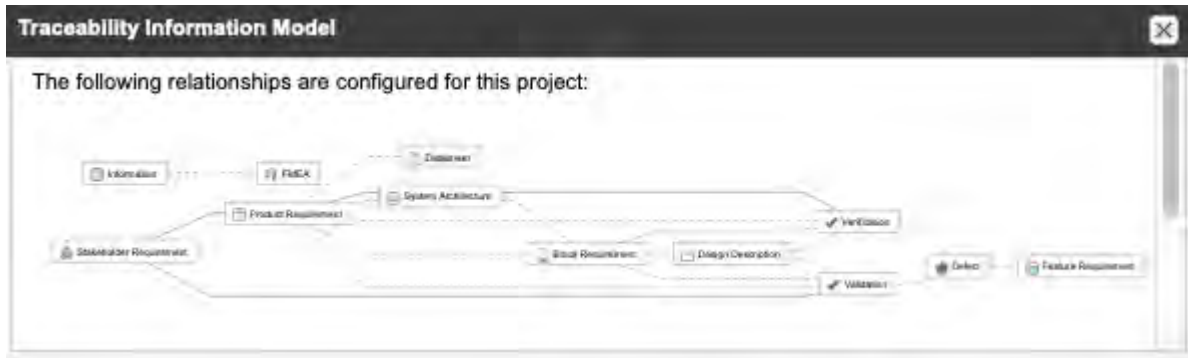 Traceability Information Model
The following relationships are configured for this project:
Information
FMEA
System Architecture
Product Requirement
Verification
Stakeholder Requirement
Design Description
Defect
Feature Requirement
Validation